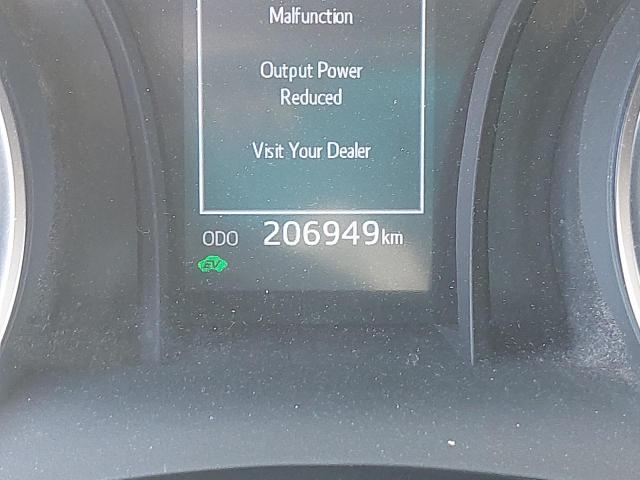 Malfunction
Output Power
Reduced
Visit Your Dealer
ODO 206949km
EV